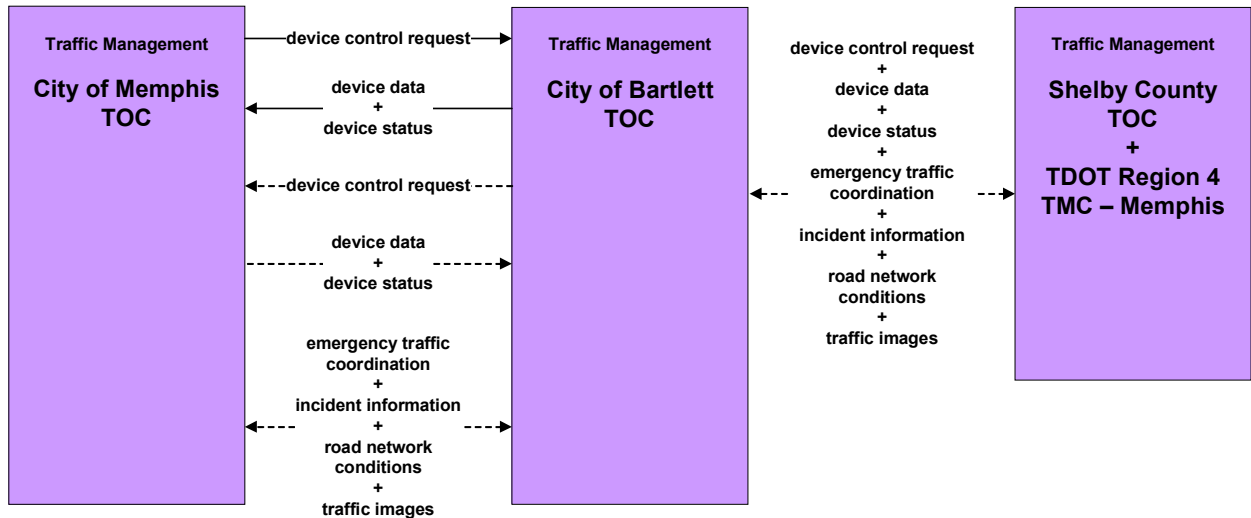 Traffic Management
City of Memphis
TOC
device control request
device data
+
device status
device control request
device data
+
device status
emergency traffic
coordination
+
incident information
+
road network
conditions
+
traffic images
Traffic Management
City of Bartlett
TOC
device control request
+
device data
+
device status
+
emergency traffic
coordination
+
incident information
+
road network
conditions
+
traffic images
Traffic Management
Shelby County
TOC
+
TDOT Region 4
TMC – Memphis